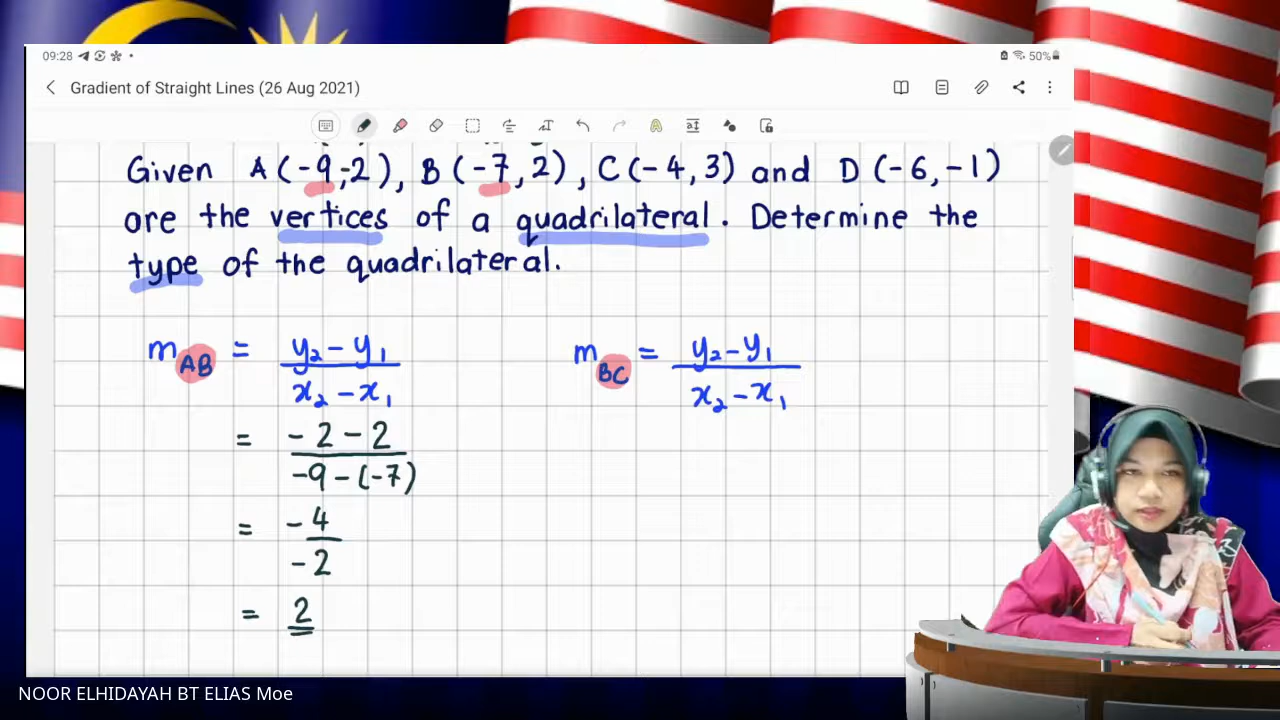 09:28
50%
Gradient of Straight Lines (26 Aug 2021)
Given A(-9,-2), B(-7,2), C(-4,3) and D(-6,-1)
are the vertices of a quadrilateral. Determine the
type of the quadrilateral.
m_AB = (y₂ - y₁)/(x₂ - x₁)
m_BC = (y₂ - y₁)/(x₂ - x₁)
= (-2 - 2)/(-9 - (-7))
= -4/-2
= 2
NOOR ELHIDAYAH BT ELIAS Moe